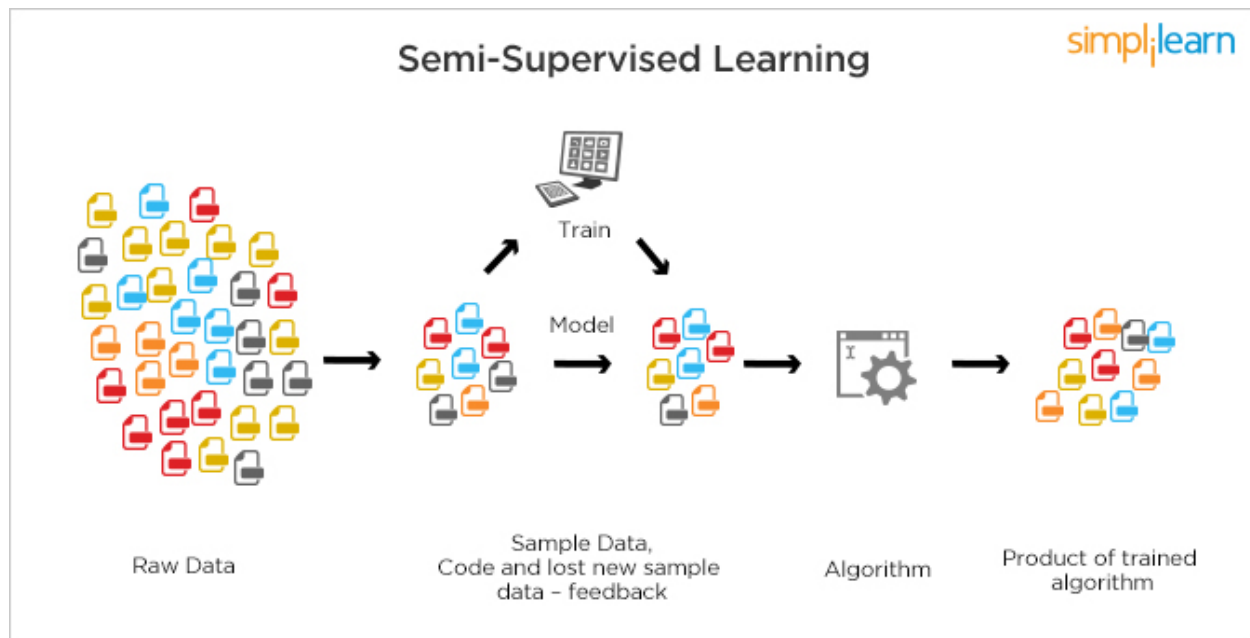 Semi-Supervised Learning
simplilearn
Train
Model
Raw Data
Sample Data,
Code and lost new sample
data – feedback
Algorithm
Product of trained
algorithm